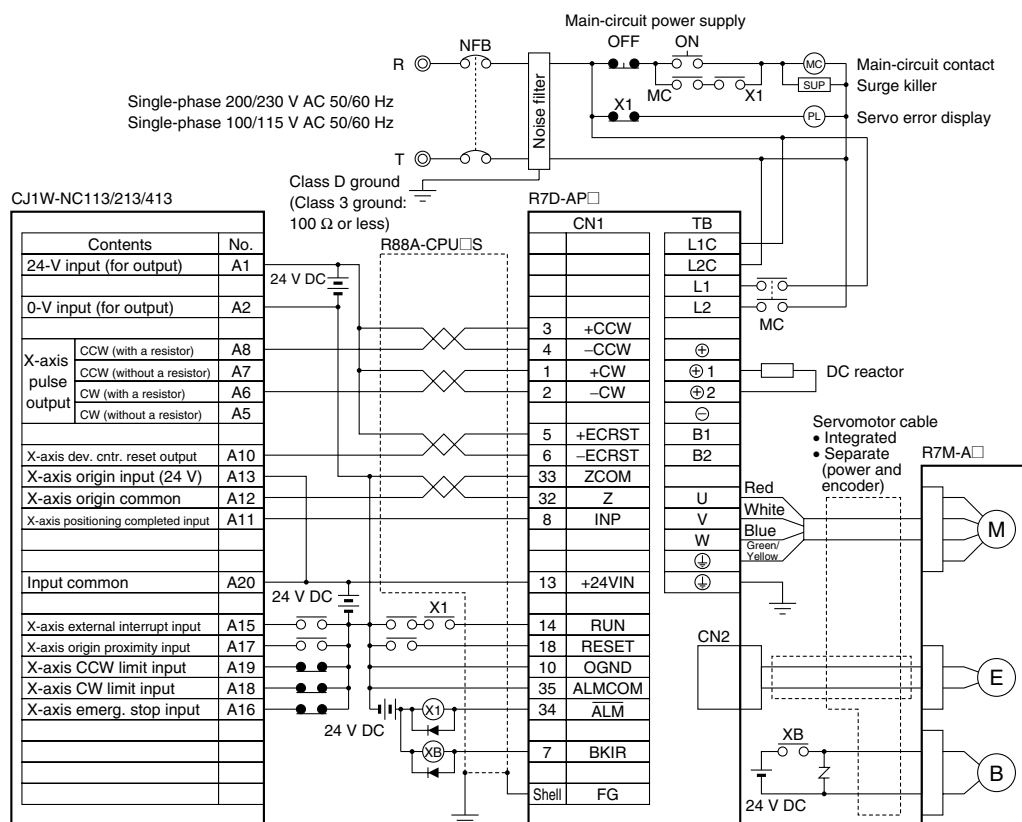 Main-circuit power supply
OFF ON
NFB
R
MC
Main-circuit contact
SUP
Surge killer
MC X1
X1
PL
Servo error display
Noise filter
Single-phase 200/230 V AC 50/60 Hz
Single-phase 100/115 V AC 50/60 Hz
T
Class D ground
(Class 3 ground:
100 Ω or less)
CJ1W-NC113/213/413
R7D-AP□
R88A-CPU□S
Contents No.
24-V input (for output) A1
0-V input (for output) A2
X-axis pulse output
CCW (with a resistor) A8
CCW (without a resistor) A7
CW (with a resistor) A6
CW (without a resistor) A5
X-axis dev. cntr. reset output A10
X-axis origin input (24 V) A13
X-axis origin common A12
X-axis positioning completed input A11
Input common A20
X-axis external interrupt input A15
X-axis origin proximity input A17
X-axis CCW limit input A19
X-axis CW limit input A18
X-axis emerg. stop input A16
24 V DC
24 V DC
X1
24 V DC
X1
XB
CN1
3 +CCW
4 −CCW
1 +CW
2 −CW
5 +ECRST
6 −ECRST
33 ZCOM
32 Z
8 INP
13 +24VIN
14 RUN
18 RESET
10 OGND
35 ALMCOM
34 ALM
7 BKIR
Shell FG
TB
L1C
L2C
L1
L2
MC
⊕
⊕ 1
⊕ 2
⊖
B1
B2
U
V
W
DC reactor
Servomotor cable
• Integrated
• Separate
(power and
encoder)
R7M-A□
Red
White
Blue
Green/
Yellow
M
CN2
E
XB
24 V DC
B